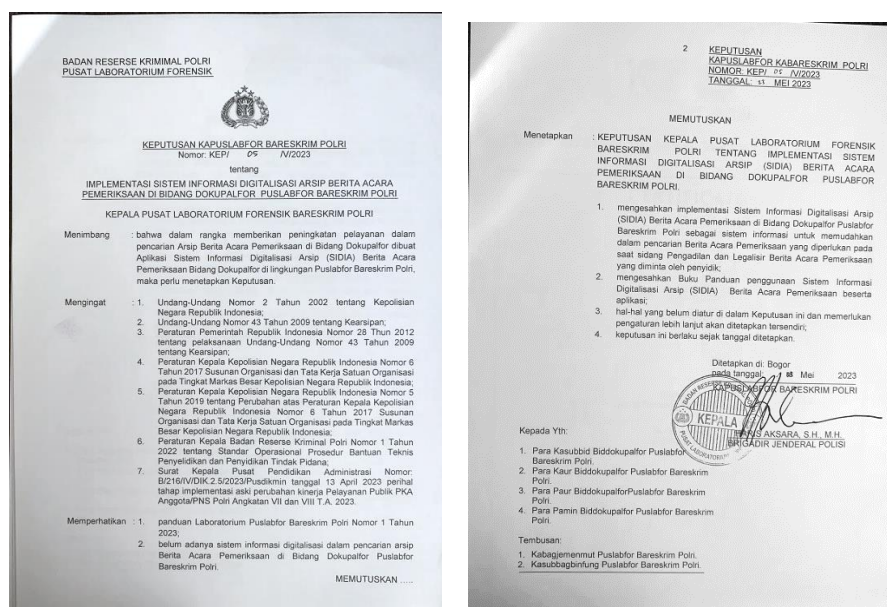 BADAN RESERSE KRIMIMAL POLRI
PUSAT LABORATORIUM FORENSIK
KEPUTUSAN KAPUSLABFOR BARESKRIM POLRI
Nomor: KEP/ 05 /V/2023
tentang
IMPLEMENTASI SISTEM INFORMASI DIGITALISASI ARSIP BERITA ACARA
PEMERIKSAAN DI BIDANG DOKUPALFOR PUSLABFOR BARESKRIM POLRI
KEPALA PUSAT LABORATORIUM FORENSIK BARESKRIM POLRI
Menimbang : bahwa dalam rangka memberikan peningkatan pelayanan dalam
pencarian Arsip Berita Acara Pemeriksaan di Bidang Dokupalfor dibuat
Aplikasi Sistem Informasi Digitalisasi Arsip (SIDIA) Berita Acara
Pemeriksaan Bidang Dokupalfor di lingkungan Puslabfor Bareskrim Polri,
maka perlu menetapkan Keputusan.
Mengingat : 1. Undang-Undang Nomor 2 Tahun 2002 tentang Kepolisian
Negara Republik Indonesia;
2. Undang-Undang Nomor 43 Tahun 2009 tentang Kearsipan;
3. Peraturan Pemerintah Republik Indonesia Nomor 28 Thun 2012
tentang pelaksanaan Undang-Undang Nomor 43 Tahun 2009
tentang Kearsipan;
4. Peraturan Kepala Kepolisian Negara Republik Indonesia Nomor 6
Tahun 2017 Susunan Organisasi dan Tata Kerja Satuan Organisasi
pada Tingkat Markas Besar Kepolisian Negara Republik Indonesia;
5. Peraturan Kepala Kepolisian Negara Republik Indonesia Nomor 5
Tahun 2019 tentang Perubahan atas Peraturan Kepala Kepolisian
Negara Republik Indonesia Nomor 6 Tahun 2017 Susunan
Organisasi dan Tata Kerja Satuan Organisasi pada Tingkat Markas
Besar Kepolisian Negara Republik Indonesia;
6. Peraturan Kepala Badan Reserse Kriminal Polri Nomor 1 Tahun
2022 tentang Standar Operasional Prosedur Bantuan Teknis
Penyelidikan dan Penyidikan Tindak Pidana;
7. Surat Kepala Pusat Pendidikan Administrasi Nomor:
B/216/IV/DIK.2.5/2023/Pusdikmin tanggal 13 April 2023 perihal
tahap implementasi aski perubahan kinerja Pelayanan Publik PKA
Anggota/PNS Polri Angkatan VII dan VIII T.A. 2023.
Memperhatikan : 1. panduan Laboratorium Puslabfor Bareskrim Polri Nomor 1 Tahun
2023;
2. belum adanya sistem informasi digitalisasi dalam pencarian arsip
Berita Acara Pemeriksaan di Bidang Dokupalfor Puslabfor
Bareskrim Polri.
MEMUTUSKAN .....
2 KEPUTUSAN
KAPUSLABFOR KABARESKRIM POLRI
NOMOR: KEP/ 05 /V/2023
TANGGAL: MEI 2023
MEMUTUSKAN
Menetapkan : KEPUTUSAN KEPALA PUSAT LABORATORIUM FORENSIK
BARESKRIM POLRI TENTANG IMPLEMENTASI SISTEM
INFORMASI DIGITALISASI ARSIP (SIDIA) BERITA ACARA
PEMERIKSAAN DI BIDANG DOKUPALFOR PUSLABFOR
BARESKRIM POLRI.
1. mengesahkan implementasi Sistem Informasi Digitalisasi Arsip
(SIDIA) Berita Acara Pemeriksaan di Bidang Dokupalfor Puslabfor
Bareskrim Polri sebagai sistem informasi untuk memudahkan
dalam pencarian Berita Acara Pemeriksaan yang diperlukan pada
saat sidang Pengadilan dan Legalisir Berita Acara Pemeriksaan
yang diminta oleh penyidik;
2. mengesahkan Buku Panduan penggunaan Sistem Informasi
Digitalisasi Arsip (SIDIA) Berita Acara Pemeriksaan beserta
aplikasi;
3. hal-hal yang belum diatur di dalam Keputusan ini dan memerlukan
pengaturan lebih lanjut akan ditetapkan tersendiri;
4. keputusan ini berlaku sejak tanggal ditetapkan.
Ditetapkan di: Bogor
pada tanggal: Mei 2023
KAPUSLABFOR BARESKRIM POLRI
BADAN RESERSE
KEPALA
PUSAT LABORATORIUM
AKSARA, S.H., M.H.
BRIGADIR JENDERAL POLISI
Kepada Yth:
1. Para Kasubbid Biddokupalfor Puslabfor
Bareskrim Polri.
2. Para Kaur Biddokupalfor Puslabfor Bareskrim
Polri.
3. Para Paur BiddokupalforPuslabfor Bareskrim
Polri.
4. Para Pamin Biddokupalfor Puslabfor Bareskrim
Polri.
Tembusan:
1. Kabagjemenmut Puslabfor Bareskrim Polri.
2. Kasubbagbinfung Puslabfor Bareskrim Polri.